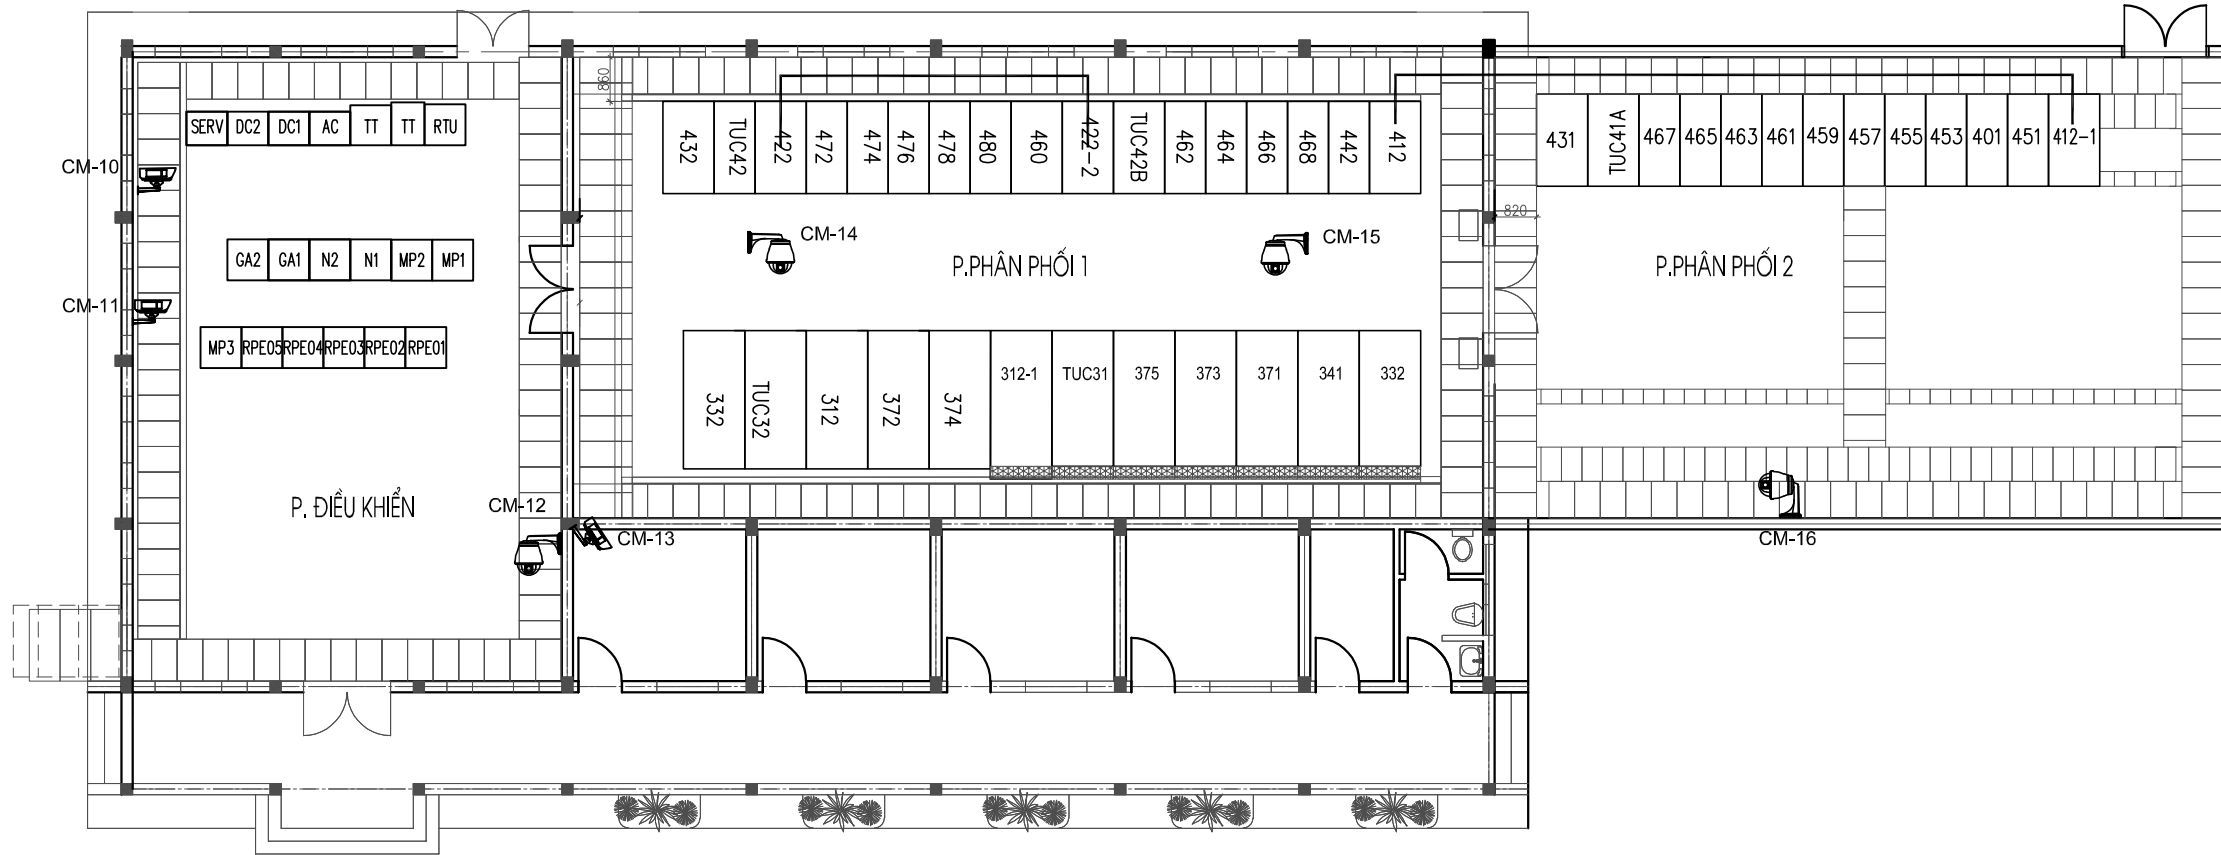 860
SERV DC2 DC1 AC TT TT RTU
432 TUC42 422 472 474 476 478 480 460 422-2 TUC42B 462 464 466 468 442 412
431 TUC41A 467 465 463 461 459 457 455 453 401 451 412-1
CM-10
820
CM-14
CM-15
GA2 GA1 N2 N1 MP2 MP1
P.PHÂN PHỐI 1
P.PHÂN PHỐI 2
CM-11
MP3 RPE05 RPE04 RPE03 RPE02 RPE01
332 TUC32 312 372 374 312-1 TUC31 375 373 371 341 332
P. ĐIỀU KHIỂN
CM-12
CM-13
CM-16